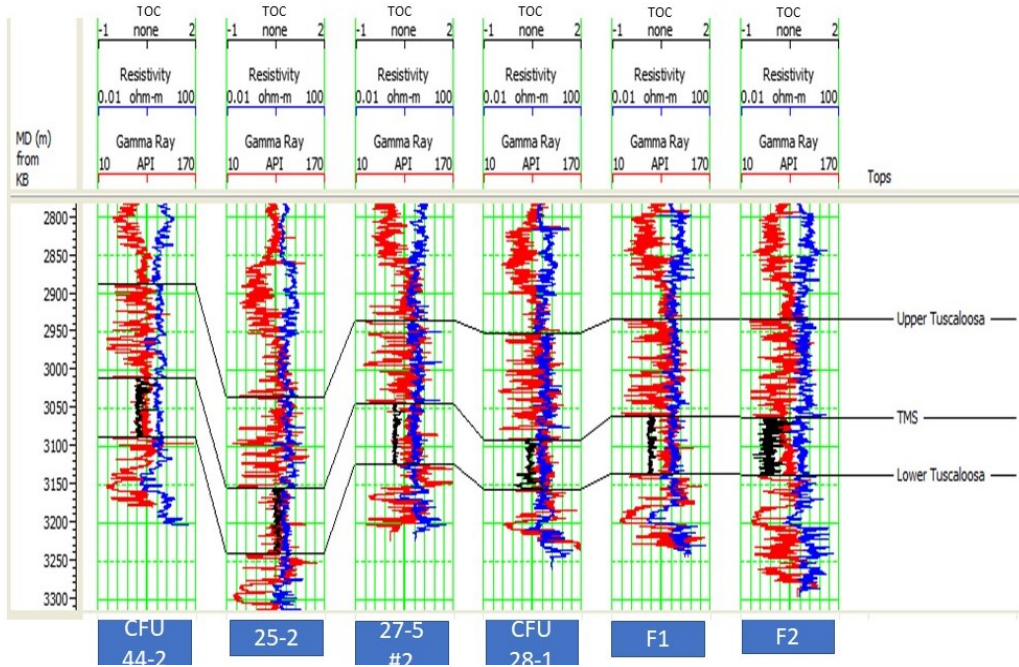 TOC TOC TOC TOC TOC TOC
-1 none 2 -1 none 2 -1 none 2 -1 none 2 -1 none 2 -1 none 2
Resistivity Resistivity Resistivity Resistivity Resistivity Resistivity
0.01 ohm-m 100 0.01 ohm-m 100 0.01 ohm-m 100 0.01 ohm-m 100 0.01 ohm-m 100 0.01 ohm-m 100
MD (m)
from
KB
Gamma Ray Gamma Ray Gamma Ray Gamma Ray Gamma Ray Gamma Ray
10 API 170 10 API 170 10 API 170 10 API 170 10 API 170 10 API 170
Tops
2800
2850
2900
2950
3000
3050
3100
3150
3200
3250
3300
Upper Tuscaloosa
TMS
Lower Tuscaloosa
CFU
44-2
25-2
27-5
#2
CFU
28-1
F1
F2